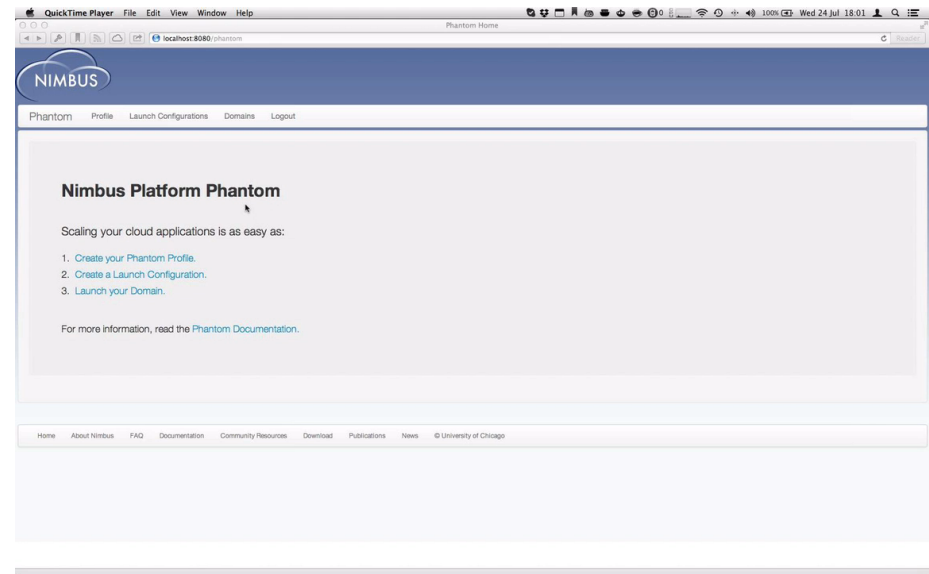 QuickTime Player File Edit View Window Help 0 100% Wed 24 Jul 18:01
Phantom Home
localhost:8080/phantom Reader
NIMBUS
Phantom Profile Launch Configurations Domains Logout
Nimbus Platform Phantom
Scaling your cloud applications is as easy as:
1. Create your Phantom Profile.
2. Create a Launch Configuration.
3. Launch your Domain.
For more information, read the Phantom Documentation.
Home About Nimbus FAQ Documentation Community Resources Download Publications News © University of Chicago